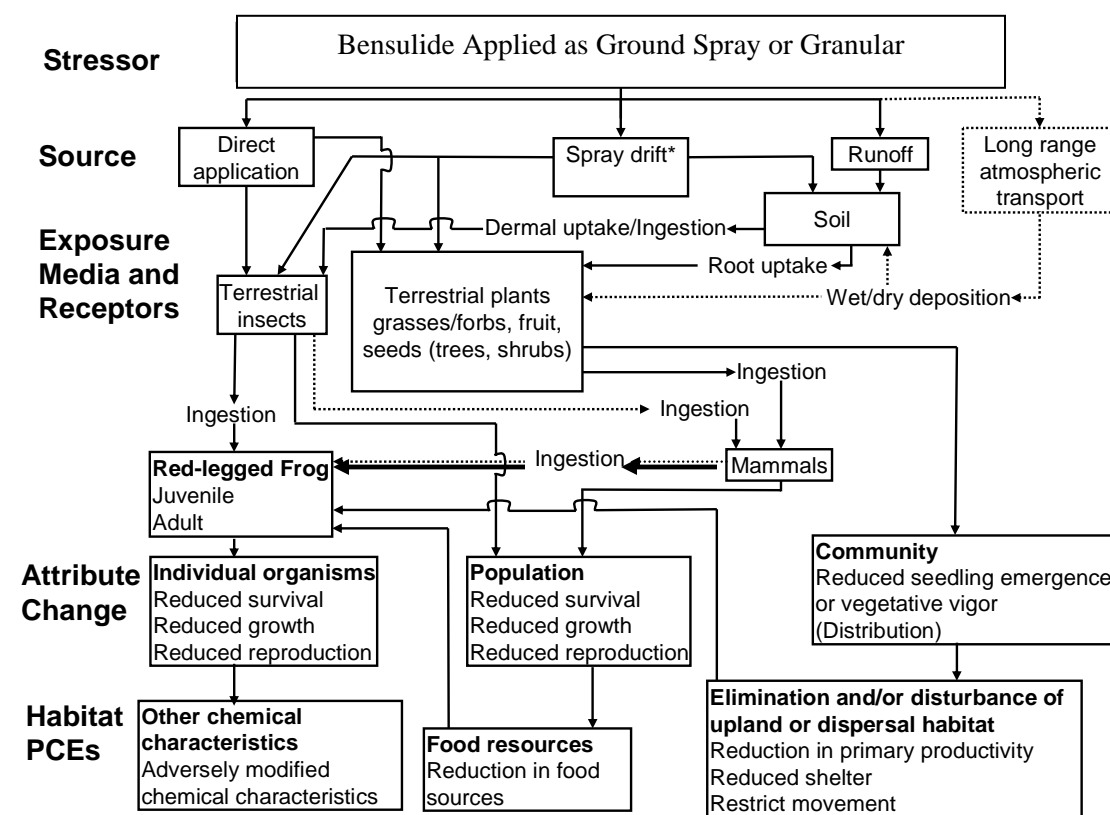 Stressor
Bensulide Applied as Ground Spray or Granular
Source
Direct
application
Spray drift*
Runoff
Long range
atmospheric
transport
Exposure
Media and
Receptors
Soil
Dermal uptake/Ingestion
Root uptake
Wet/dry deposition
Terrestrial
insects
Terrestrial plants
grasses/forbs, fruit,
seeds (trees, shrubs)
Ingestion
Ingestion
Ingestion
Ingestion
Mammals
Red-legged Frog
Juvenile
Adult
Attribute
Change
Individual organisms
Reduced survival
Reduced growth
Reduced reproduction
Population
Reduced survival
Reduced growth
Reduced reproduction
Community
Reduced seedling emergence
or vegetative vigor
(Distribution)
Habitat
PCEs
Other chemical
characteristics
Adversely modified
chemical characteristics
Food resources
Reduction in food
sources
Elimination and/or disturbance of
upland or dispersal habitat
Reduction in primary productivity
Reduced shelter
Restrict movement